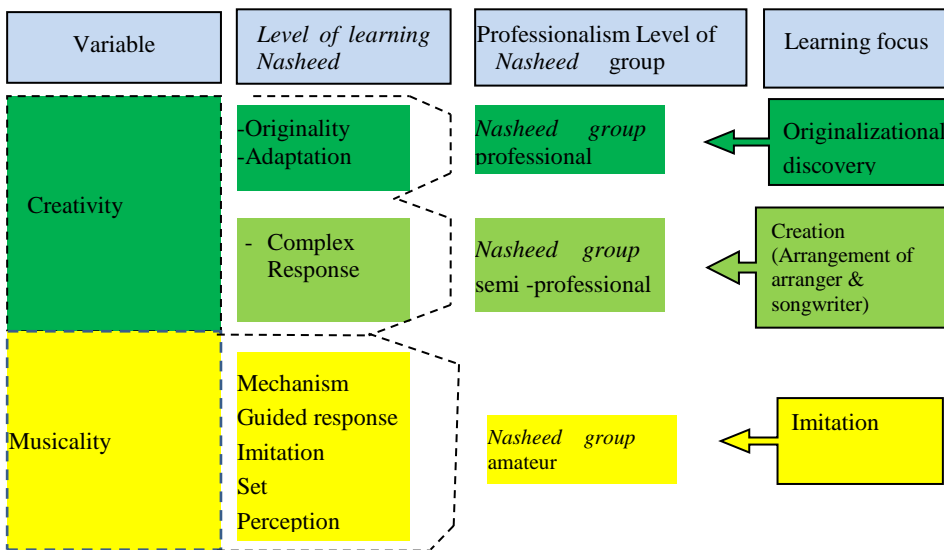 Variable
Level of learning
Nasheed
Professionalism Level of
Nasheed group
Learning focus
Creativity
-Originality
-Adaptation
Nasheed group
professional
Originalizational
discovery
- Complex
Response
Nasheed group
semi -professional
Creation
(Arrangement of
arranger &
songwriter)
Musicality
Mechanism
Guided response
Imitation
Set
Perception
Nasheed group
amateur
Imitation